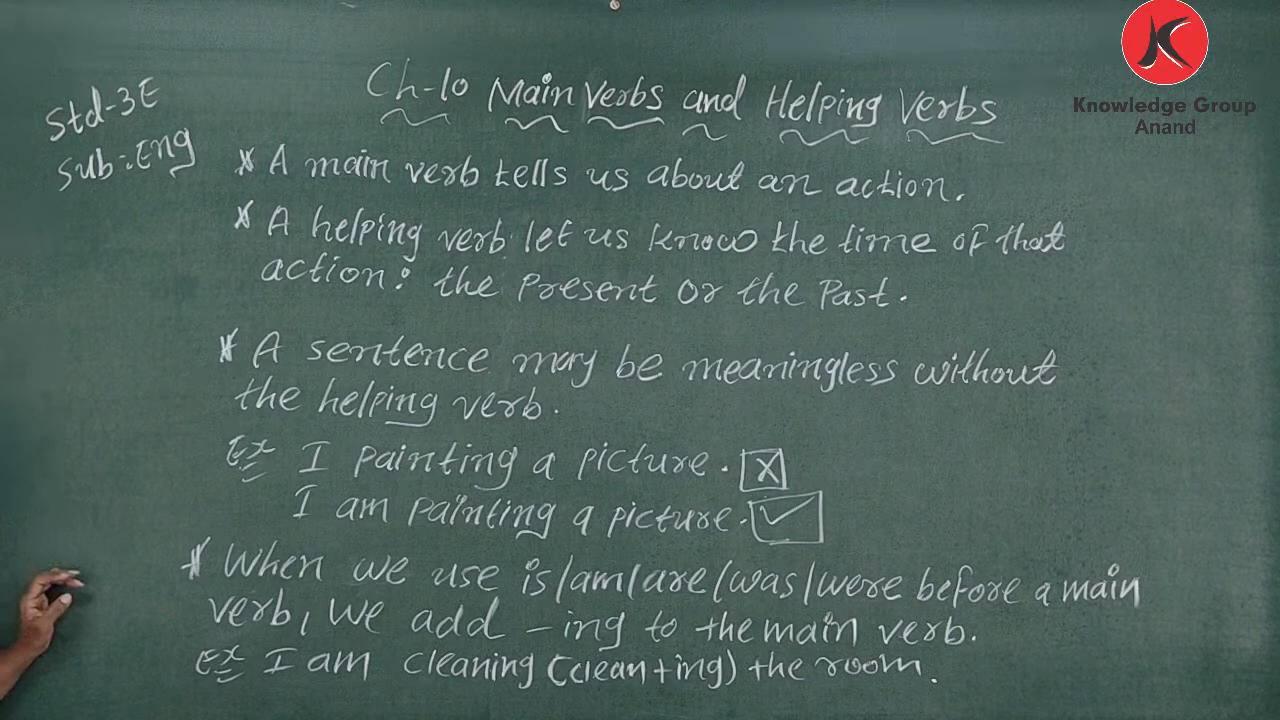 Knowledge Group
Anand
Std-3E
Sub:Eng
Ch-10 Main Verbs and Helping Verbs
* A main verb tells us about an action.
* A helping verb let us know the time of that
action: the Present or the Past.
* A sentence may be meaningless without
the helping verb.
Ex I painting a picture. X
I am painting a picture. ✓
* When we use is/am/are/was/were before a main
verb, we add -ing to the main verb.
Ex I am cleaning (clean+ing) the room.